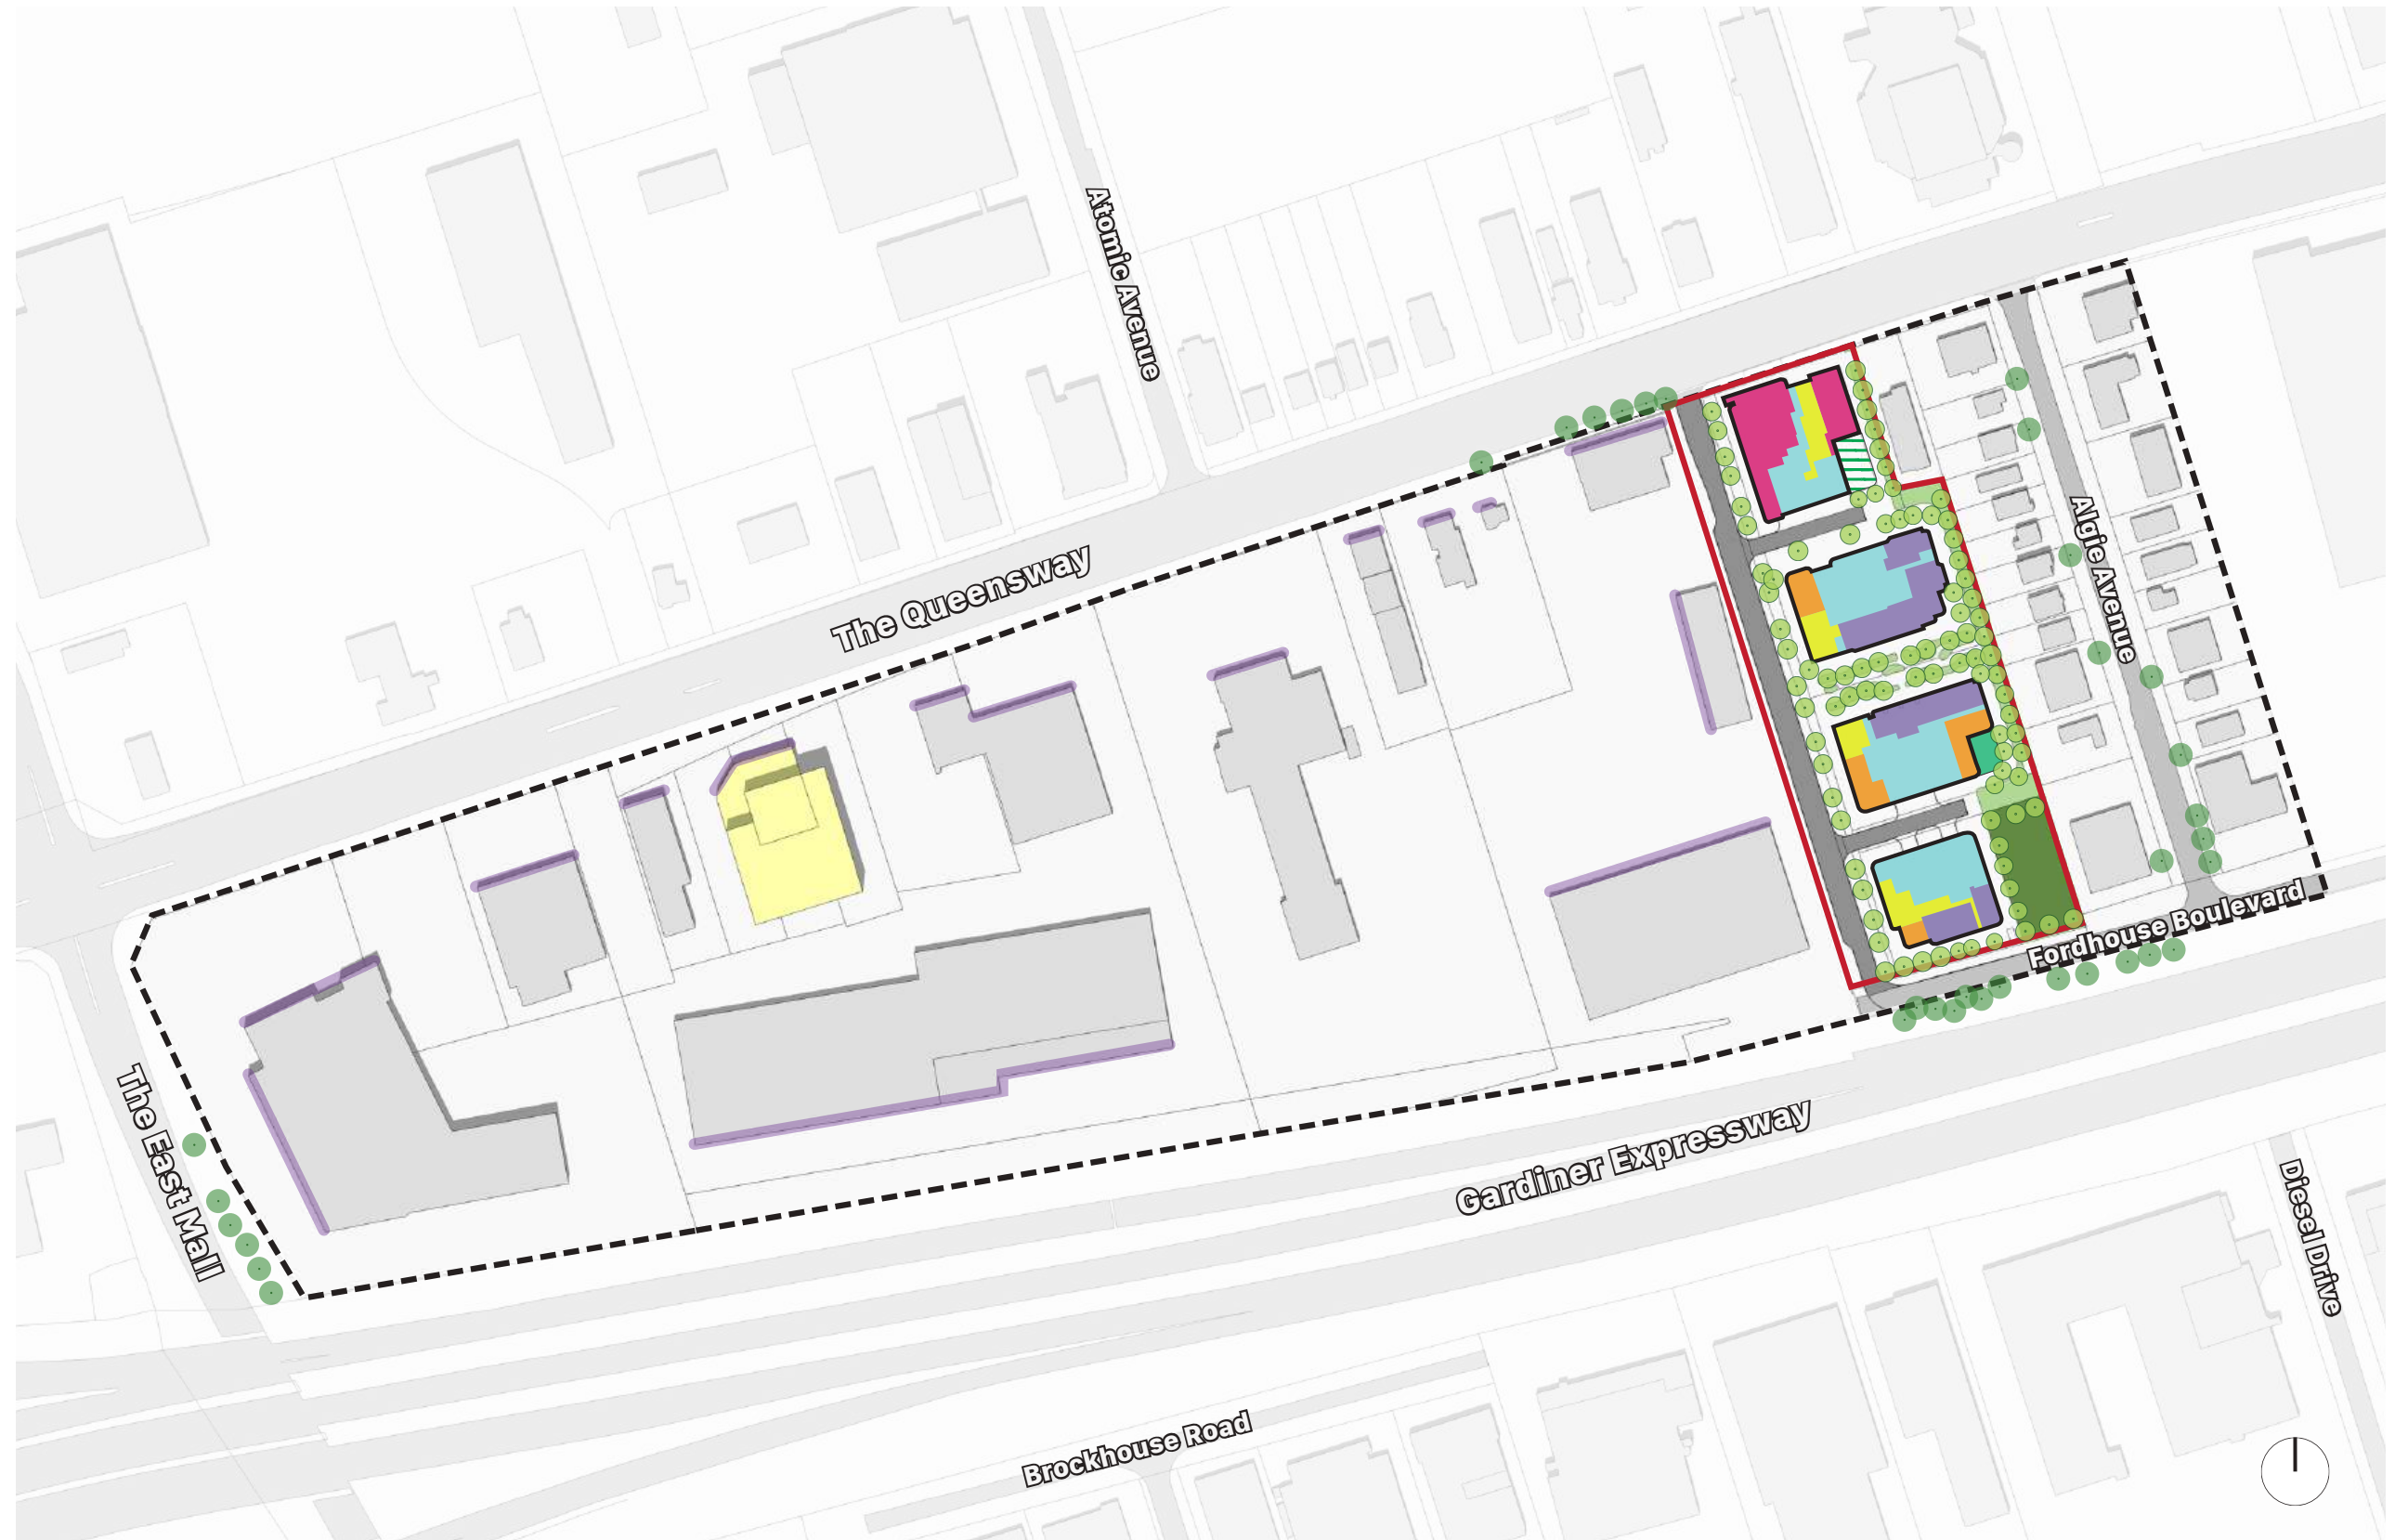 Atomic Avenue
The Queensway
Algie Avenue
Fordhouse Boulevard
The East Mall
Gardiner Expressway
Diesel Drive
Brockhouse Road